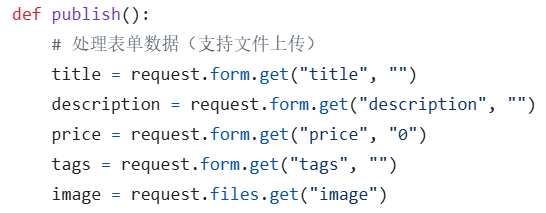 def publish():
    # 处理表单数据（支持文件上传）
    title = request.form.get("title", "")
    description = request.form.get("description", "")
    price = request.form.get("price", "0")
    tags = request.form.get("tags", "")
    image = request.files.get("image")